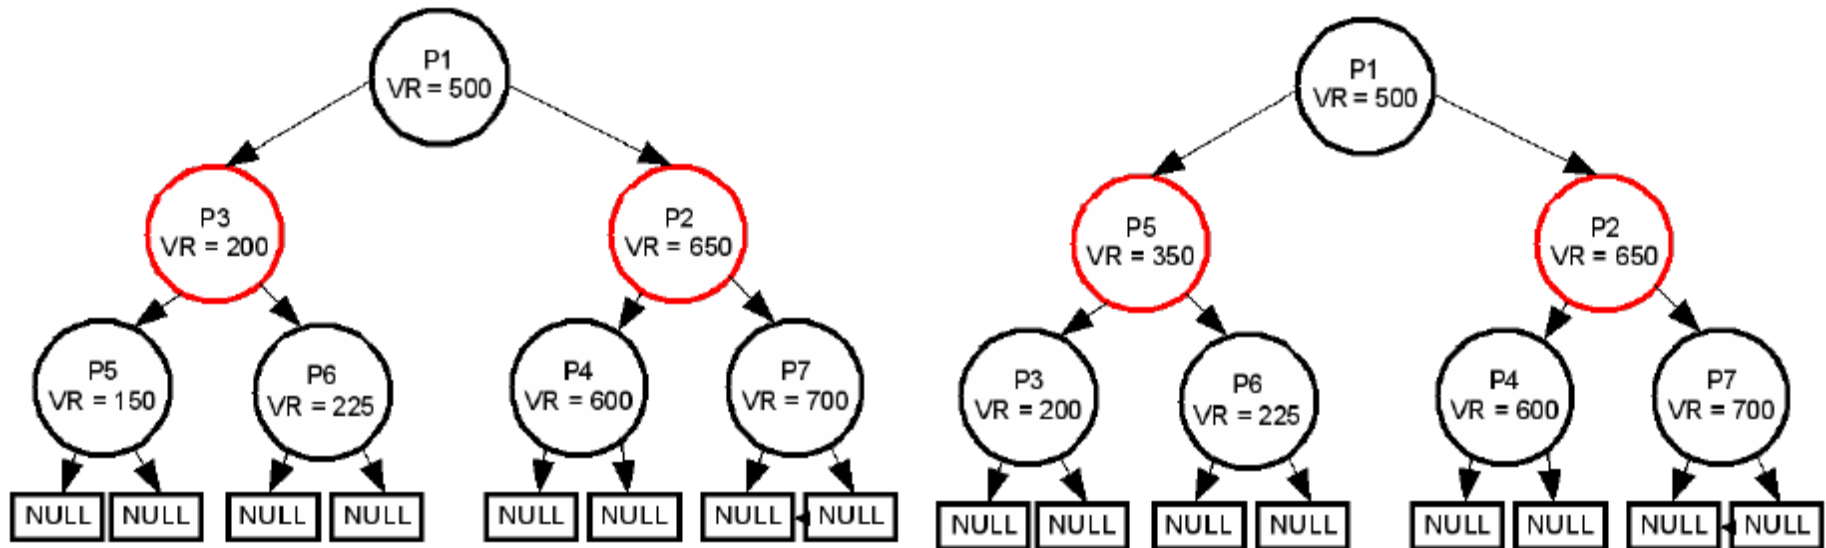 P1
VR = 500
P3
VR = 200
P2
VR = 650
P5
VR = 150
P6
VR = 225
P4
VR = 600
P7
VR = 700
NULL
NULL
NULL
NULL
NULL
NULL
NULL
NULL
P1
VR = 500
P5
VR = 350
P2
VR = 650
P3
VR = 200
P6
VR = 225
P4
VR = 600
P7
VR = 700
NULL
NULL
NULL
NULL
NULL
NULL
NULL
NULL